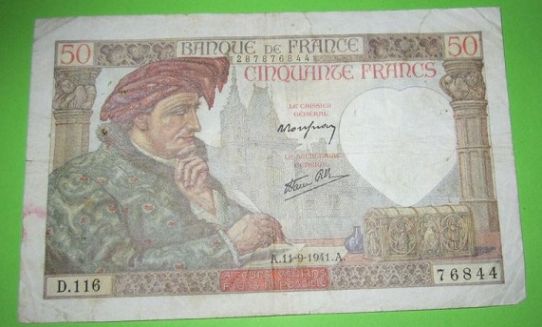 50
BANQUE DE FRANCE
50
287876844
CINQUANTE FRANCS
LE CAISSIER
GÉNÉRAL
LE SECRÉTAIRE
GÉNÉRAL
A.11-9-1941.A
D.116
76844